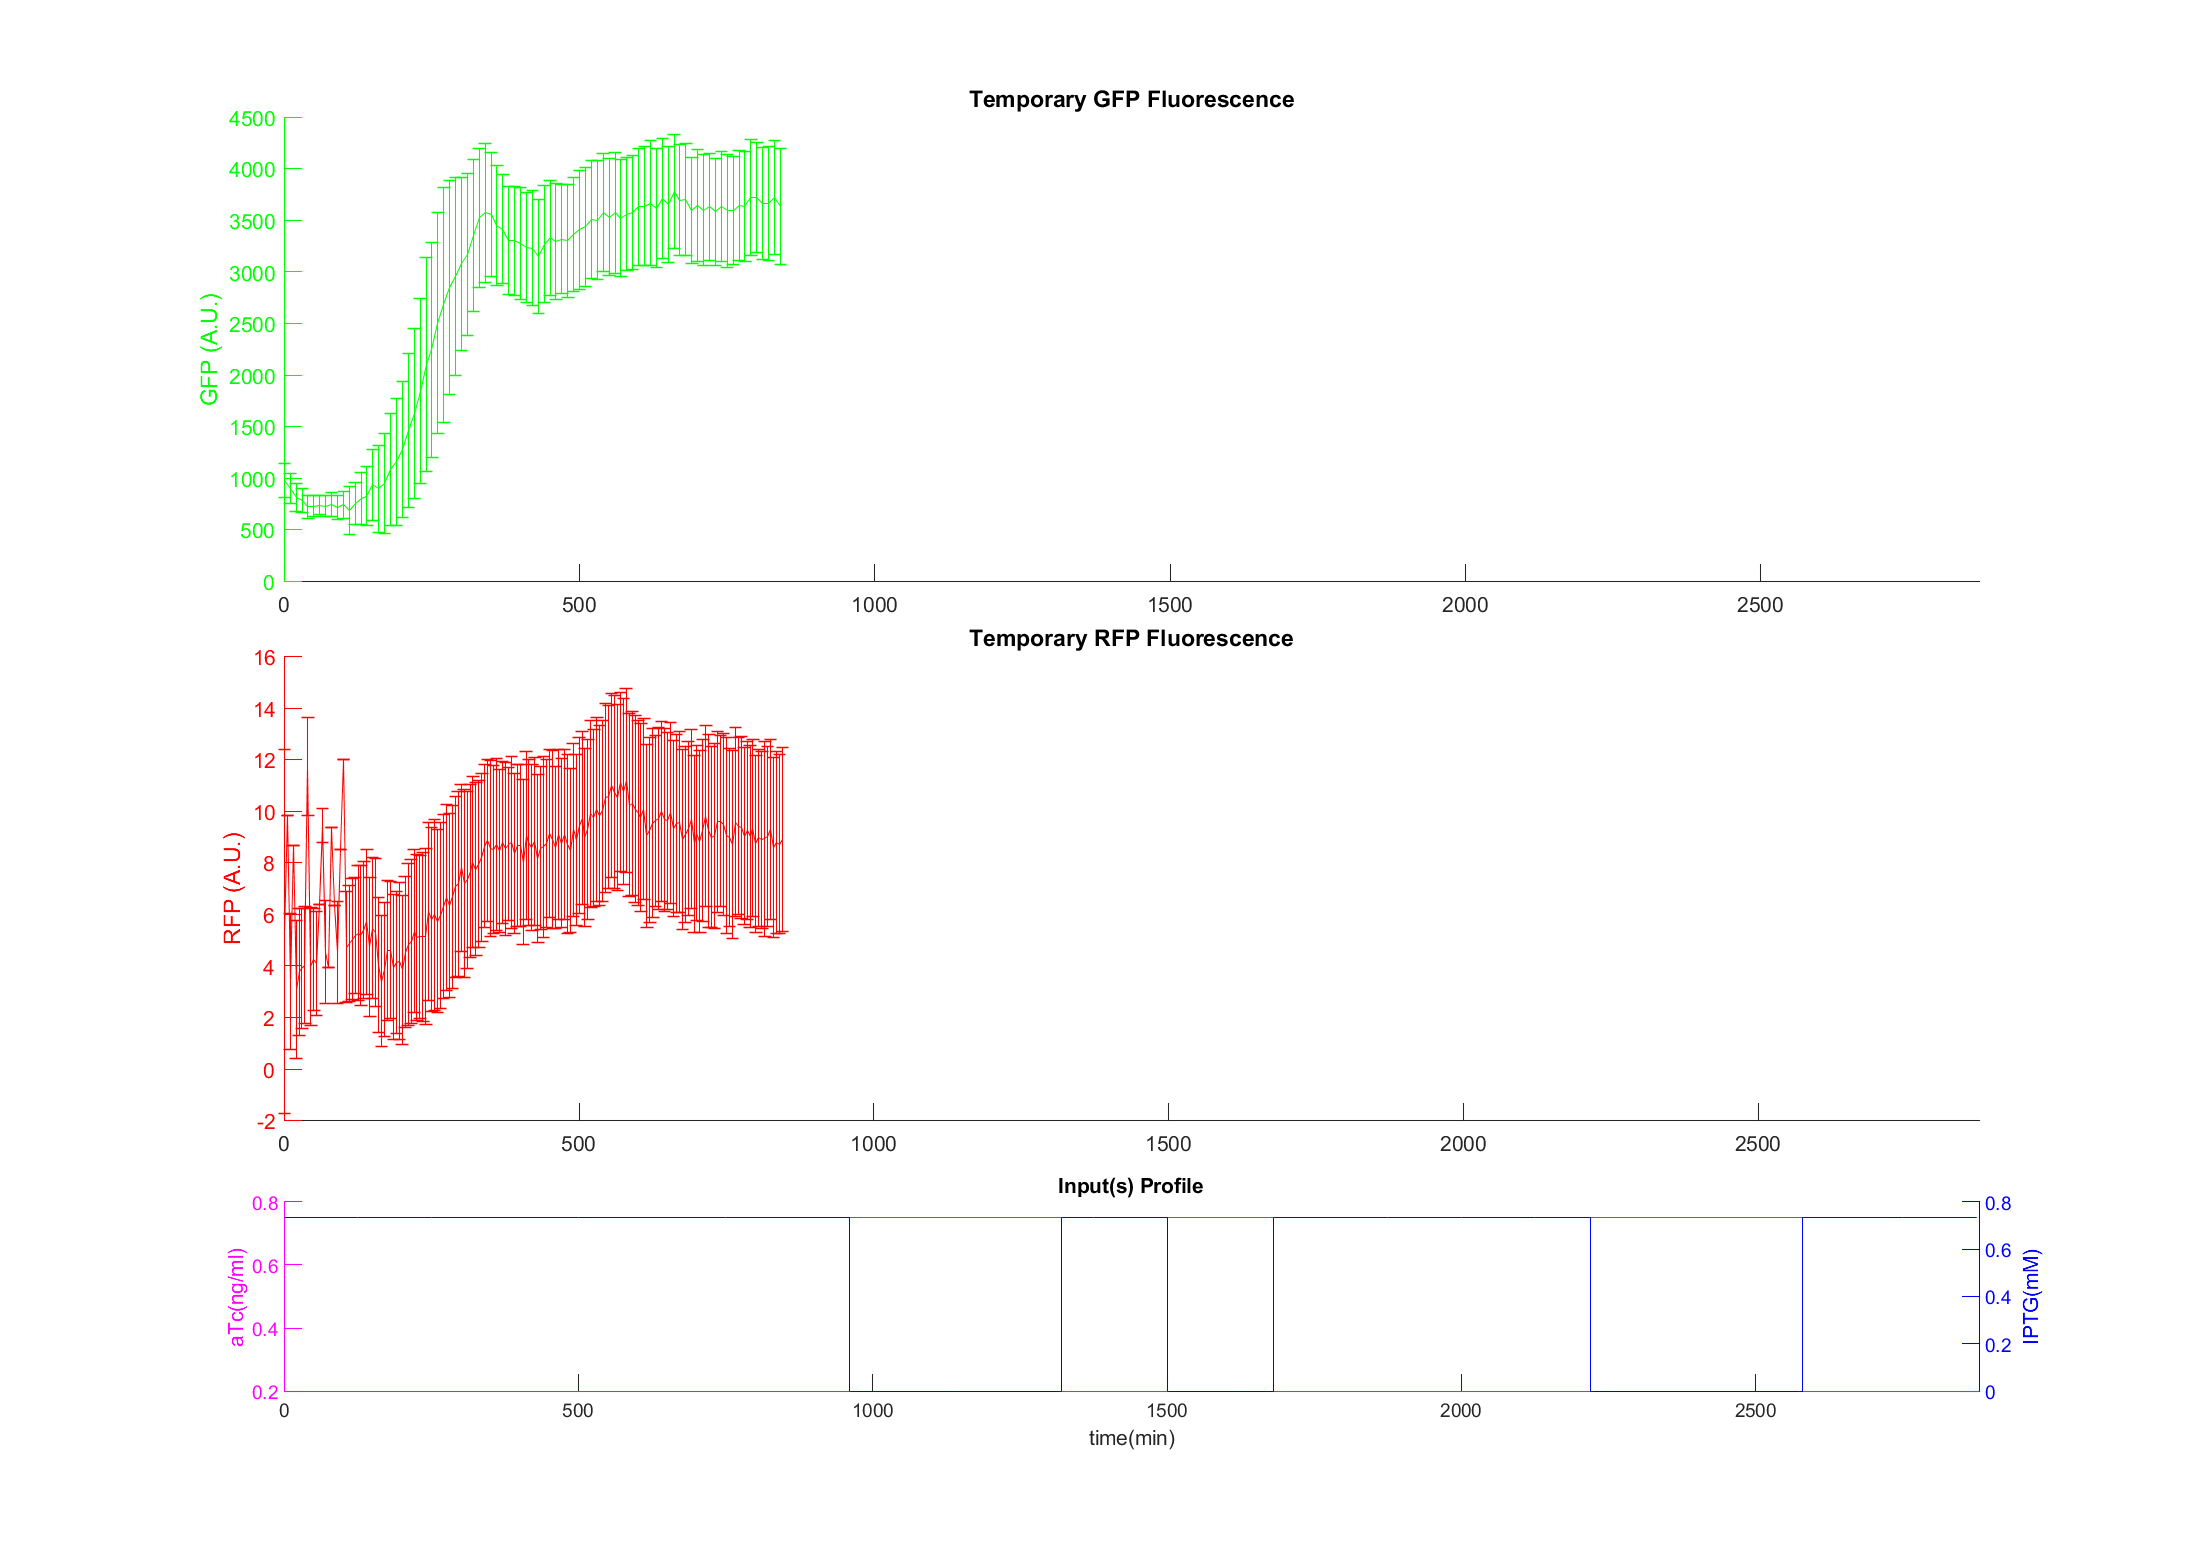 Temporary GFP Fluorescence
4500
4000
3500
3000
2500
2000
1500
1000
500
0
GFP (A.U.)
0 500 1000 1500 2000 2500
Temporary RFP Fluorescence
16
14
12
10
8
6
4
2
0
-2
RFP (A.U.)
0 500 1000 1500 2000 2500
Input(s) Profile
0.8
0.6
0.4
0.2
aTc(ng/ml)
0.8
0.6
0.4
0.2
0
IPTG(mM)
0 500 1000 1500 2000 2500
time(min)